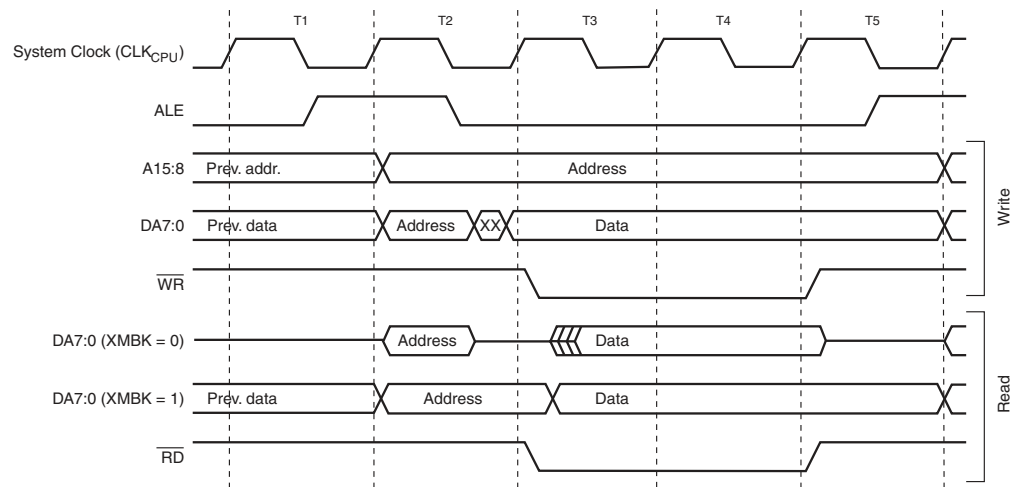 T1 T2 T3 T4 T5
System Clock (CLKCPU)
ALE
A15:8 Prev. addr. Address
DA7:0 Prev. data Address XX Data
WR
Write
DA7:0 (XMBK = 0) Address Data
DA7:0 (XMBK = 1) Prev. data Address Data
RD
Read